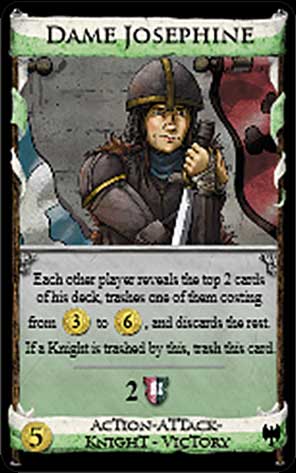 DAME JOSEPHINE
Each other player reveals the top 2 cards
of his deck, trashes one of them costing
from 3 to 6, and discards the rest.
If a Knight is trashed by this, trash this card.
2
5
ACTION-ATTACK-
KNIGHT - VICTORY